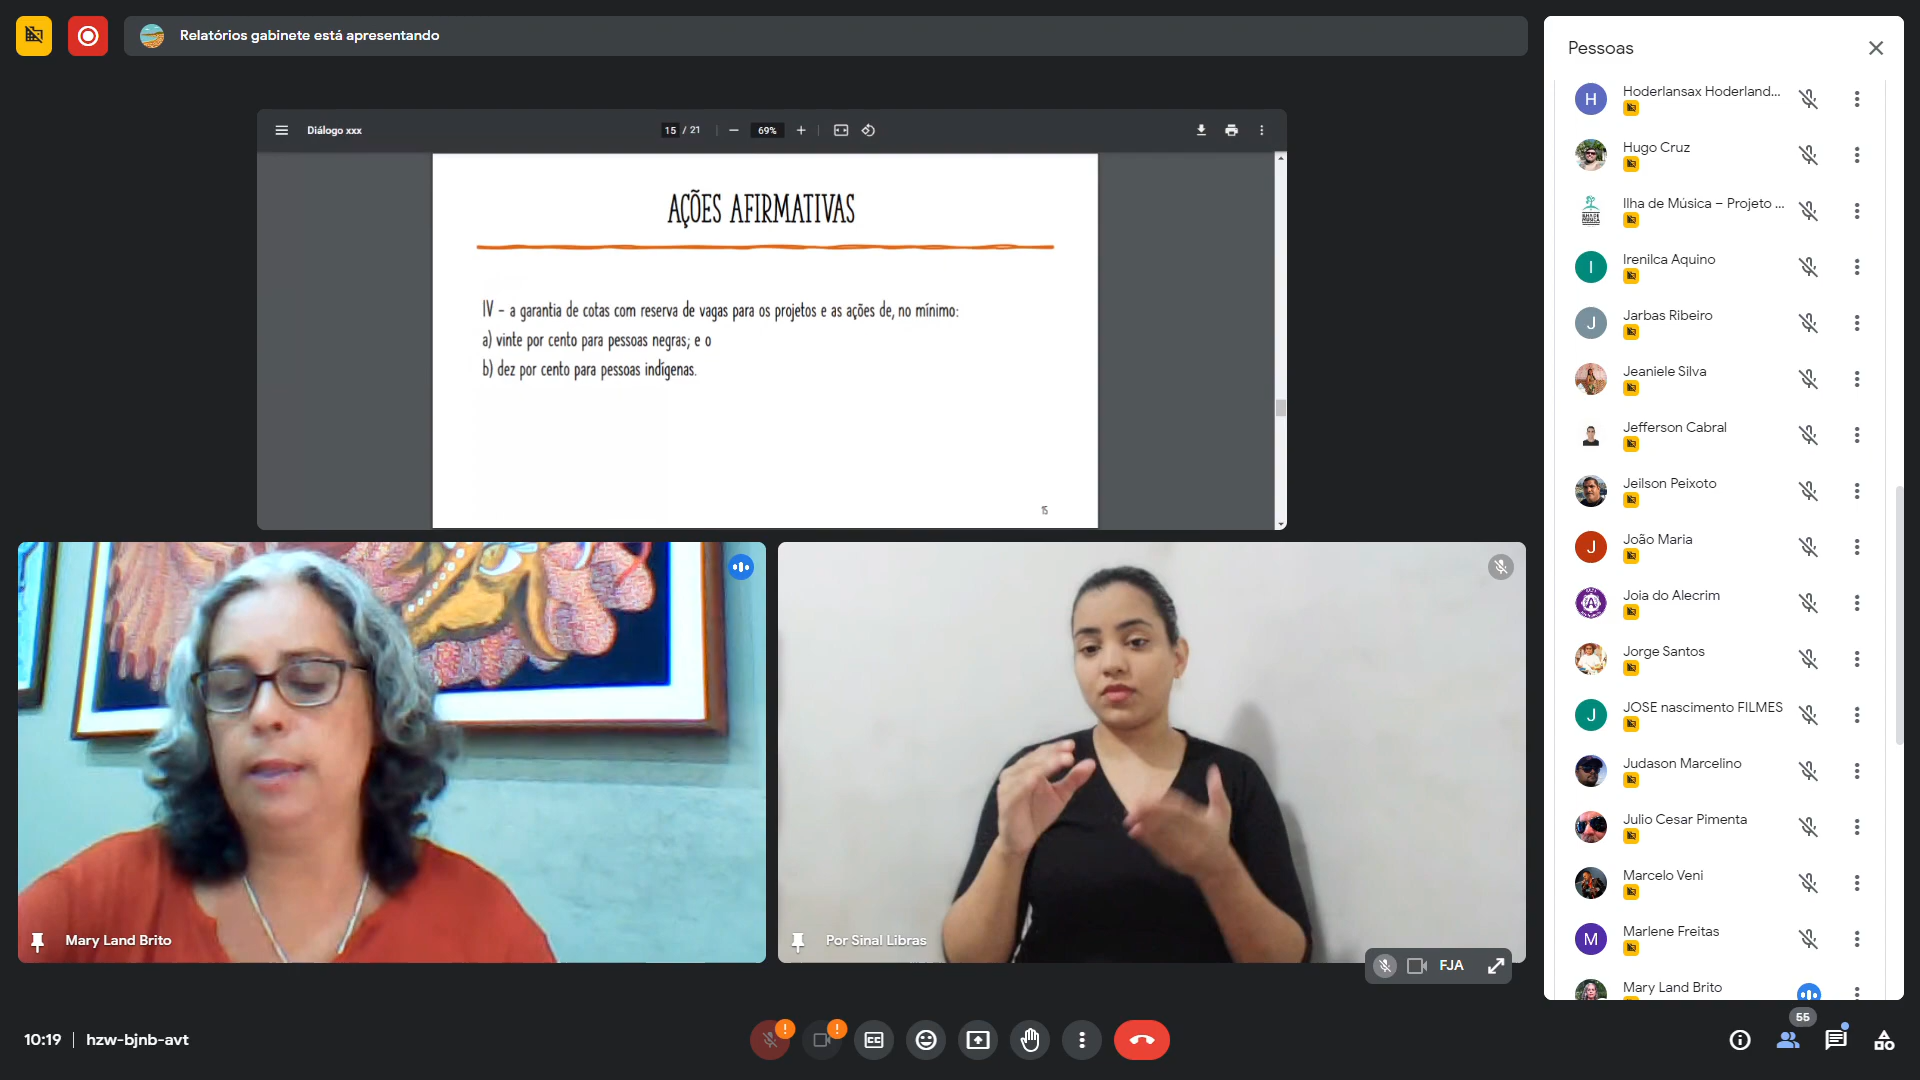 Relatórios gabinete está apresentando
Diálogo xxx
15 / 21
69%
AÇÕES AFIRMATIVAS
IV - a garantia de cotas com reserva de vagas para os projetos e as ações de, no mínimo:
a) vinte por cento para pessoas negras; e o
b) dez por cento para pessoas indígenas.
15
Mary Land Brito
Por Sinal Libras
FJA
10:19
hzw-bjnb-avt
Pessoas
H
Hoderlansax Hoderland...
Hugo Cruz
ILHA DE
MÚSICA
Ilha de Música – Projeto ...
I
Irenilca Aquino
J
Jarbas Ribeiro
Jeaniele Silva
Jefferson Cabral
Jeilson Peixoto
J
João Maria
A
Joia do Alecrim
Jorge Santos
J
JOSE nascimento FILMES
Judason Marcelino
Julio Cesar Pimenta
Marcelo Veni
M
Marlene Freitas
Mary Land Brito
55